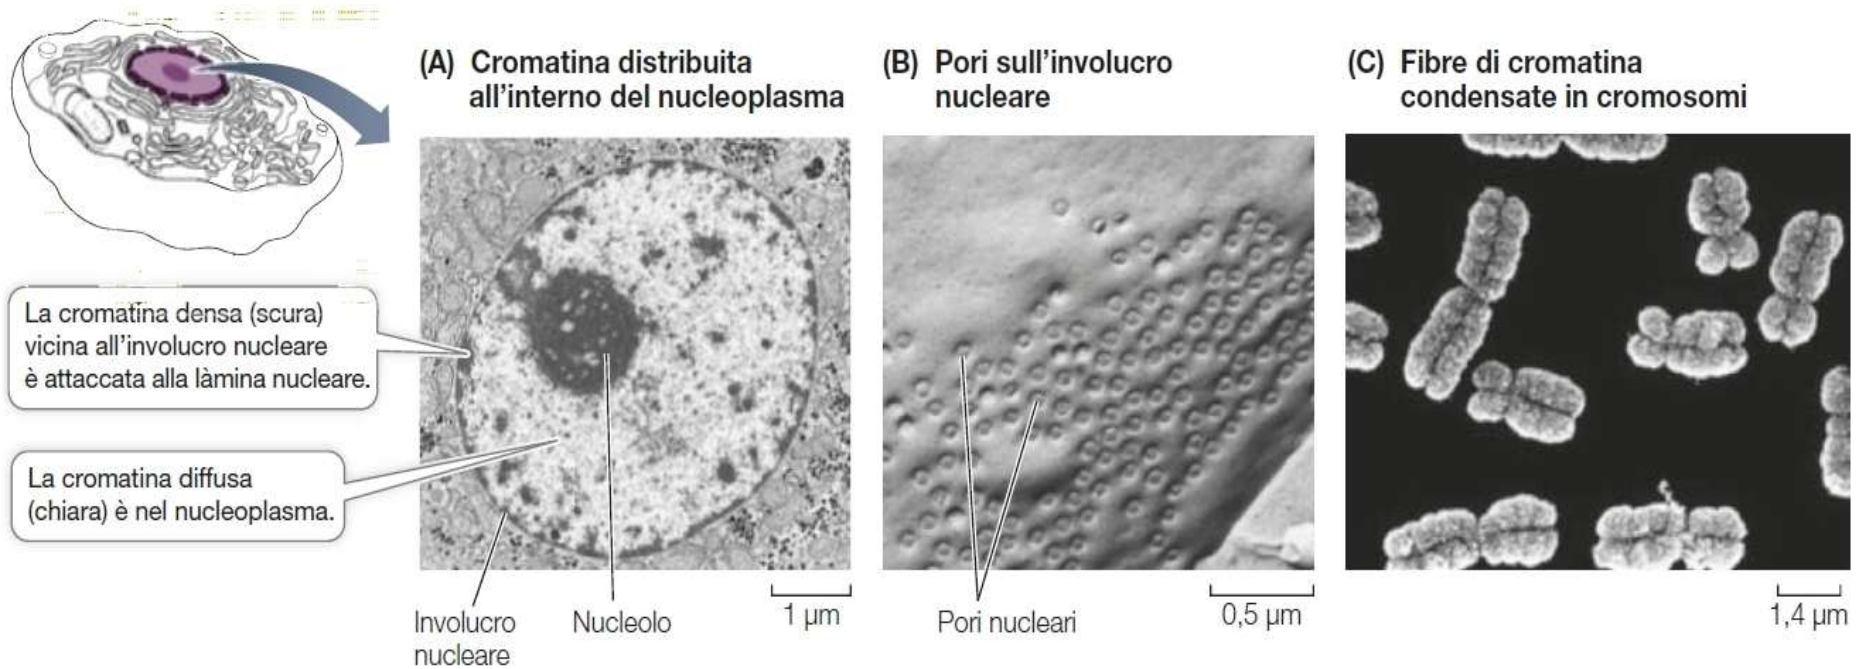 (A) Cromatina distribuita
all’interno del nucleoplasma
(B) Pori sull’involucro
nucleare
(C) Fibre di cromatina
condensate in cromosomi
La cromatina densa (scura)
vicina all’involucro nucleare
è attaccata alla làmina nucleare.
La cromatina diffusa
(chiara) è nel nucleoplasma.
Involucro
nucleare
Nucleolo
1 μm
Pori nucleari
0,5 μm
1,4 μm